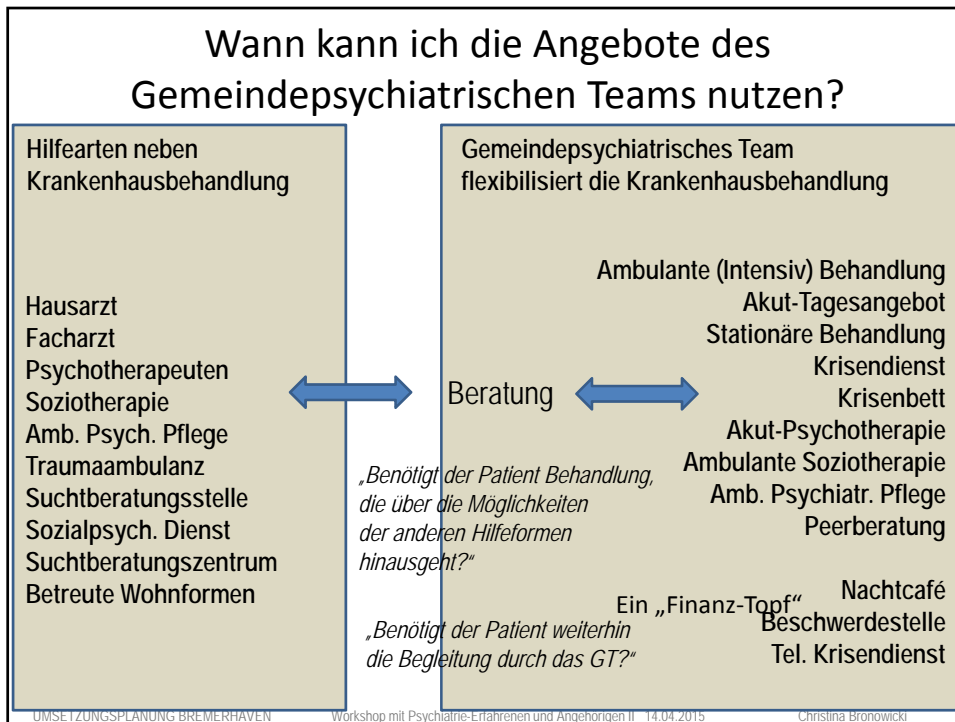 Wann kann ich die Angebote des
Gemeindepsychiatrischen Teams nutzen?
Hilfearten neben
Krankenhausbehandlung
Hausarzt
Facharzt
Psychotherapeuten
Soziotherapie
Amb. Psych. Pflege
Traumaambulanz
Suchtberatungsstelle
Sozialpsych. Dienst
Suchtberatungszentrum
Betreute Wohnformen
Beratung
„Benötigt der Patient Behandlung,
die über die Möglichkeiten
der anderen Hilfeformen
hinausgeht?“
„Benötigt der Patient weiterhin
die Begleitung durch das GT?“
Gemeindepsychiatrisches Team
flexibilisiert die Krankenhausbehandlung
Ambulante (Intensiv) Behandlung
Akut-Tagesangebot
Stationäre Behandlung
Krisendienst
Krisenbett
Akut-Psychotherapie
Ambulante Soziotherapie
Amb. Psychiatr. Pflege
Peerberatung
Ein „Finanz-Topf“
Nachtcafé
Beschwerdestelle
Tel. Krisendienst
UMSETZUNGSPLANUNG BREMERHAVEN Workshop mit Psychiatrie-Erfahrenen und Angehörigen II 14.04.2015 Christina Bronowicki